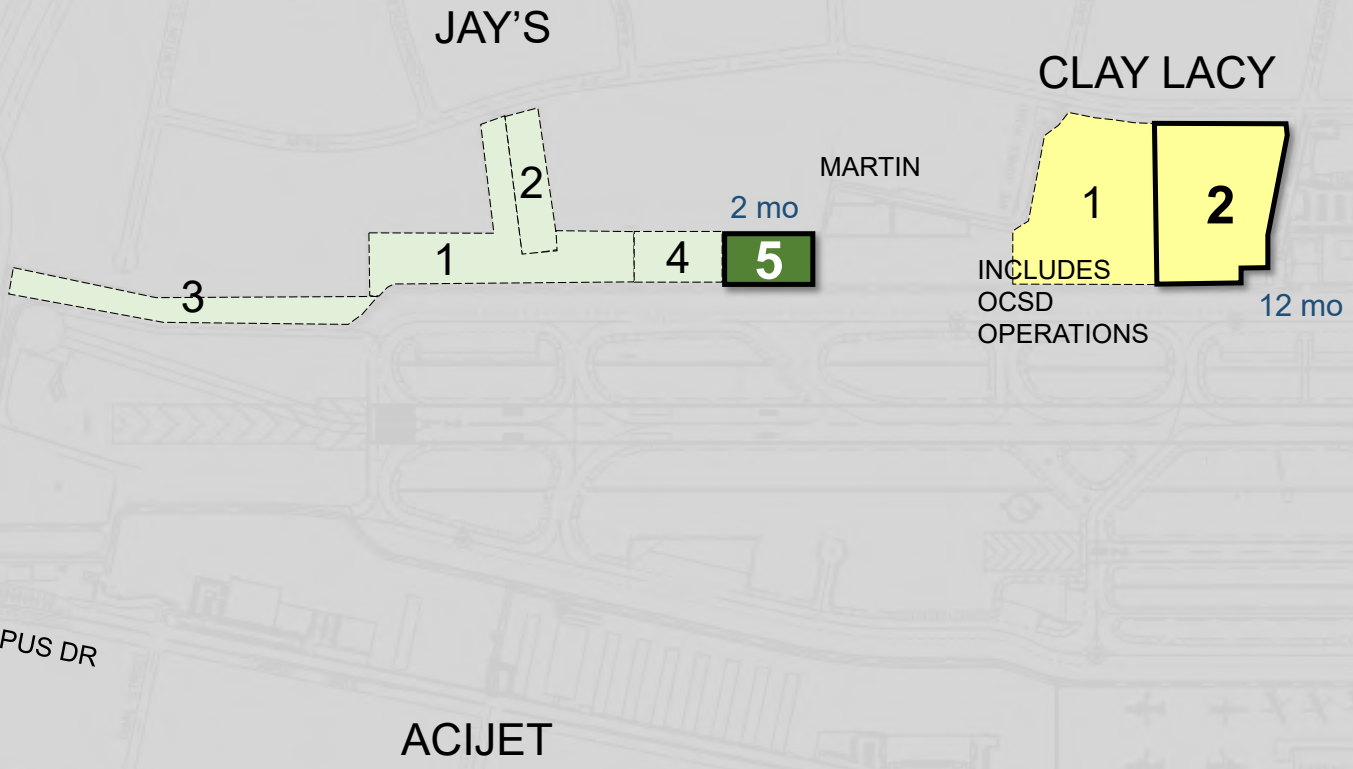 JAY'S
CLAY LACY
MARTIN
2
2 mo
1
2
1
4
5
3
INCLUDES
OCSD
OPERATIONS
12 mo
PUS DR
ACIJET